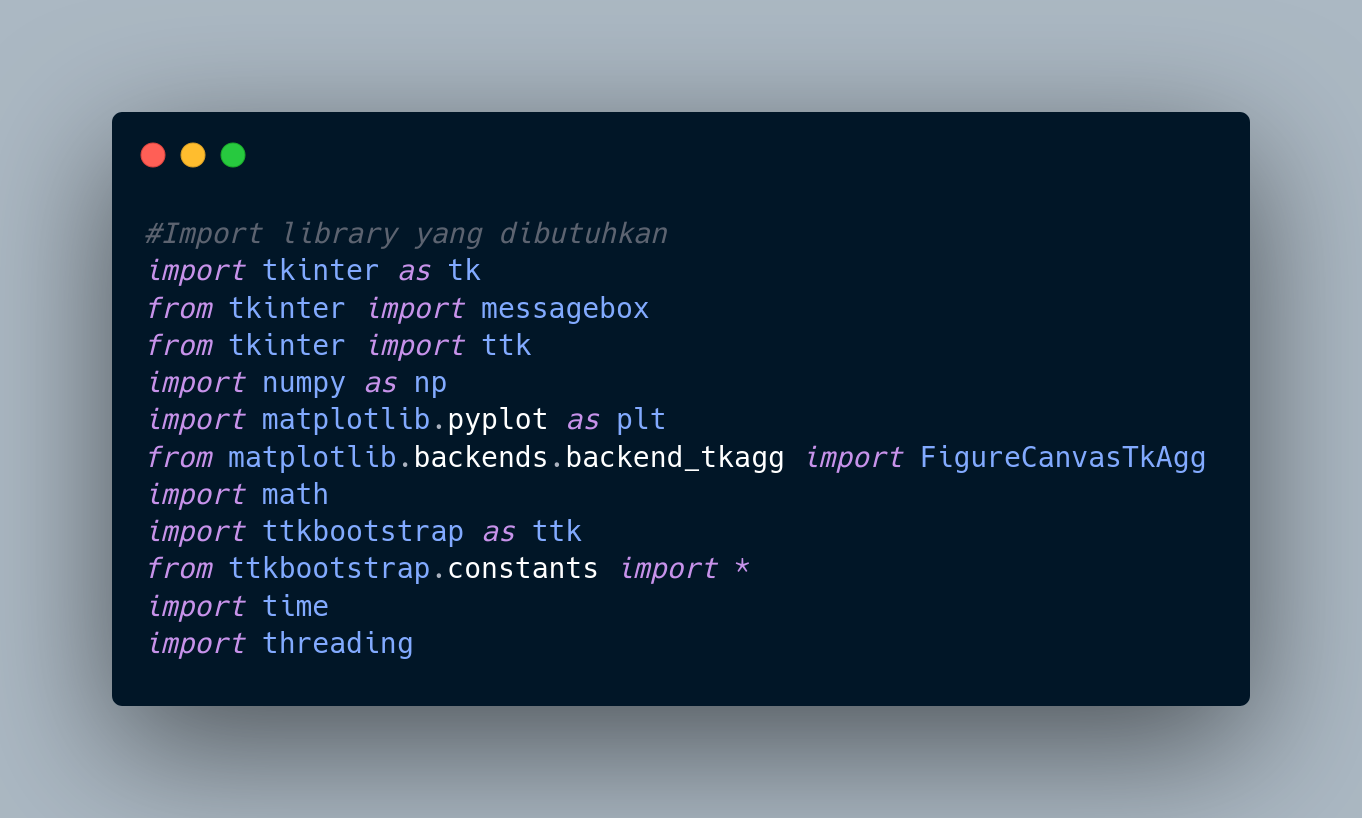 #Import library yang dibutuhkan
import tkinter as tk
from tkinter import messagebox
from tkinter import ttk
import numpy as np
import matplotlib.pyplot as plt
from matplotlib.backends.backend_tkagg import FigureCanvasTkAgg
import math
import ttkbootstrap as ttk
from ttkbootstrap.constants import *
import time
import threading